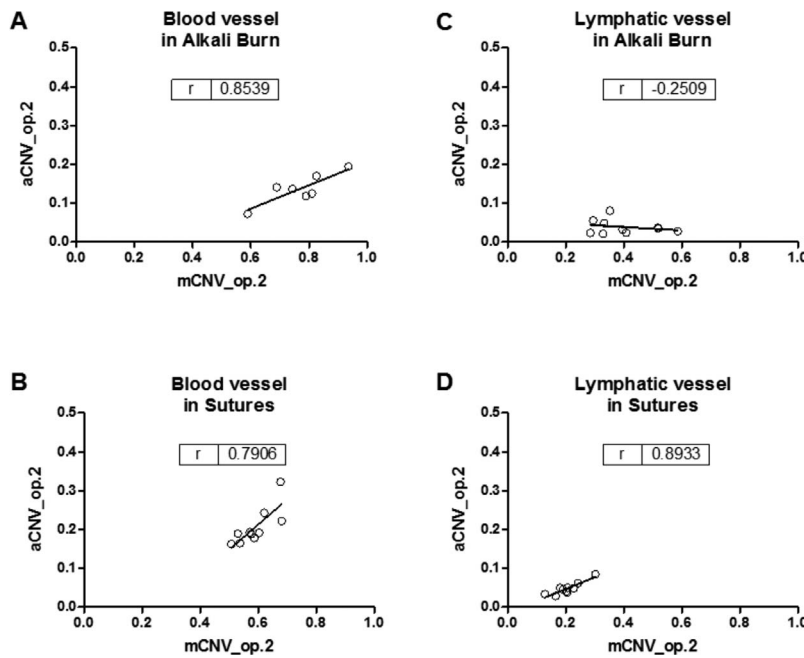 A
Blood vessel
in Alkali Burn
r 0.8539
aCNV_op.2
0.5
0.4
0.3
0.2
0.1
0.0
0.0 0.2 0.4 0.6 0.8 1.0
mCNV_op.2
C
Lymphatic vessel
in Alkali Burn
r -0.2509
aCNV_op.2
0.5
0.4
0.3
0.2
0.1
0.0
0.0 0.2 0.4 0.6 0.8 1.0
mCNV_op.2
B
Blood vessel
in Sutures
r 0.7906
aCNV_op.2
0.5
0.4
0.3
0.2
0.1
0.0
0.0 0.2 0.4 0.6 0.8 1.0
mCNV_op.2
D
Lymphatic vessel
in Sutures
r 0.8933
aCNV_op.2
0.5
0.4
0.3
0.2
0.1
0.0
0.0 0.2 0.4 0.6 0.8 1.0
mCNV_op.2